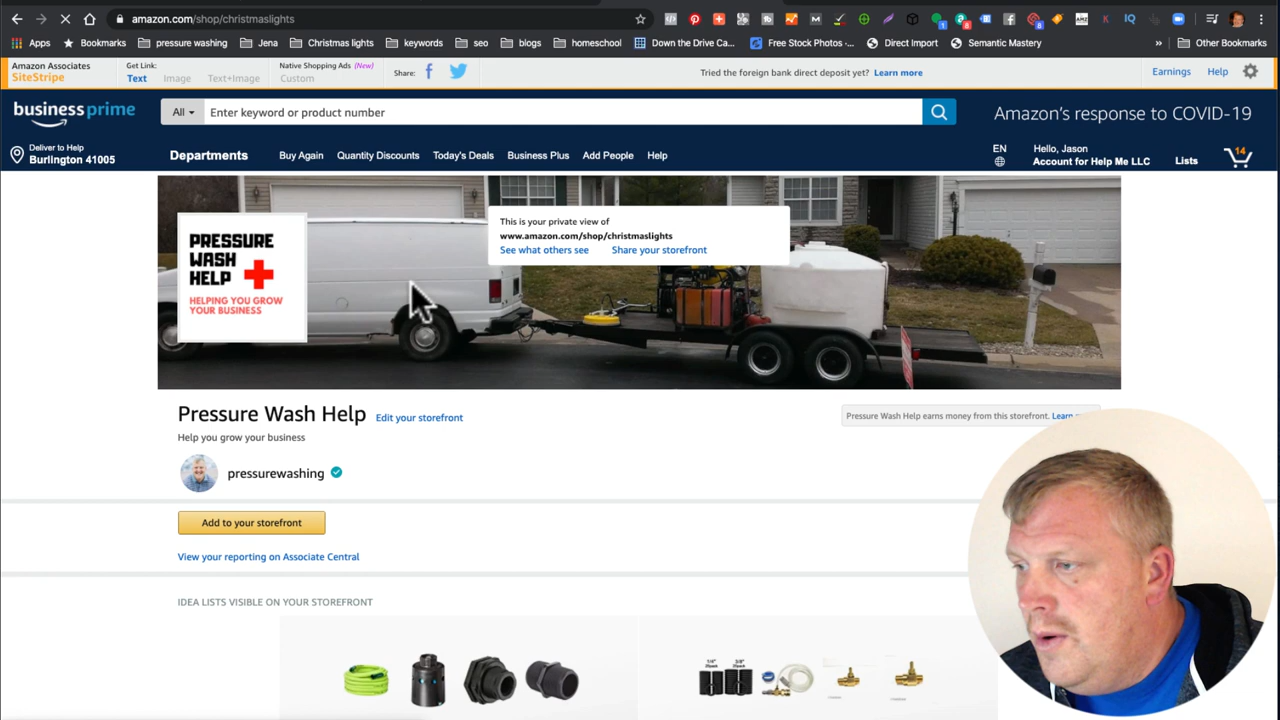 amazon.com/shop/christmaslights
Apps Bookmarks pressure washing Jena Christmas lights keywords seo blogs homeschool Down the Drive Ca... Free Stock Photos -... Direct Import Semantic Mastery » Other Bookmarks
Amazon Associates
SiteStripe
Get Link:
Text Image Text+Image
Native Shopping Ads (New)
Custom
Share:
Tried the foreign bank direct deposit yet? Learn more
Earnings Help
business prime
All
Enter keyword or product number
Amazon's response to COVID-19
Deliver to Help
Burlington 41005
Departments
Buy Again Quantity Discounts Today's Deals Business Plus Add People Help
EN
Hello, Jason
Account for Help Me LLC
Lists
14
PRESSURE
WASH
HELP
HELPING YOU GROW
YOUR BUSINESS
This is your private view of
www.amazon.com/shop/christmaslights
See what others see Share your storefront
Pressure Wash Help Edit your storefront
Pressure Wash Help earns money from this storefront.
Help you grow your business
pressurewashing
Add to your storefront
View your reporting on Associate Central
IDEA LISTS VISIBLE ON YOUR STOREFRONT